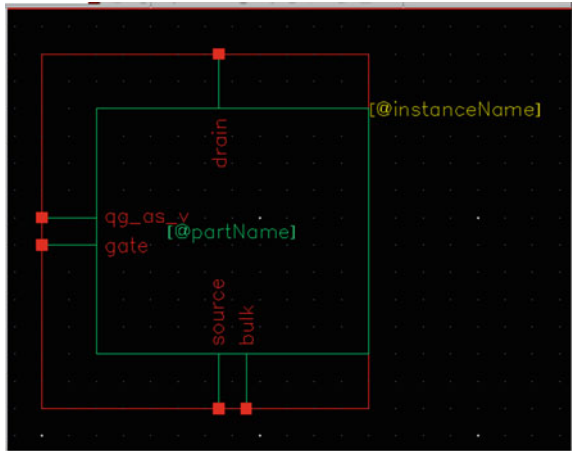 [@instanceName]
drain
qg_as_v
[@partName]
gate
source
bulk